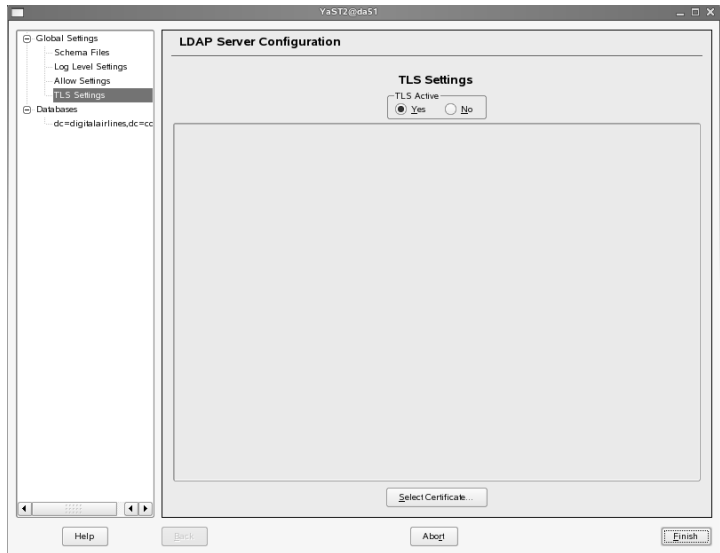 YaST2@da51
Global Settings
Schema Files
Log Level Settings
Allow Settings
TLS Settings
Databases
dc=digitalairlines,dc=cc
LDAP Server Configuration
TLS Settings
TLS Active
Yes No
Select Certificate...
Help Back Abort Finish